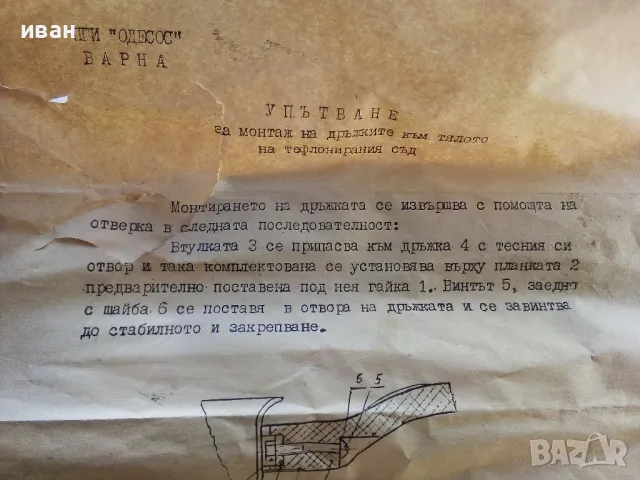 иван
"ОДЕСОС"
ВАРНА
УПЪТВАНЕ
за монтаж на дръжките към тялото
на тефлонирания съд
Монтирането на дръжката се извършва с помощта на
отверка в следната последователност:
Втулката 3 се припасва към дръжка 4 с тесния си
отвор и така комплектована се установява върху планката 2
предварително поставена под нея гайка 1. Винтът 5, заедно
с шайба 6 се поставя в отвора на дръжката и се завинтва
до стабилното и закрепване.
6 5
BAZAR